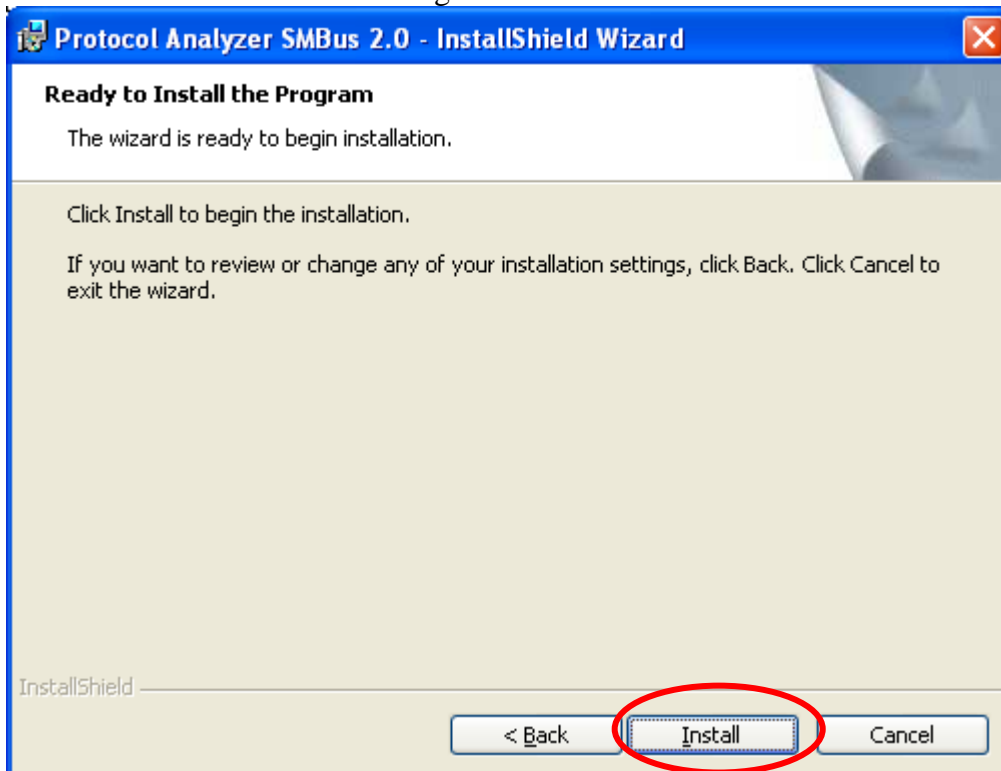 Protocol Analyzer SMBus 2.0 - InstallShield Wizard
Ready to Install the Program
The wizard is ready to begin installation.
Click Install to begin the installation.
If you want to review or change any of your installation settings, click Back. Click Cancel to
exit the wizard.
InstallShield
< Back Install Cancel